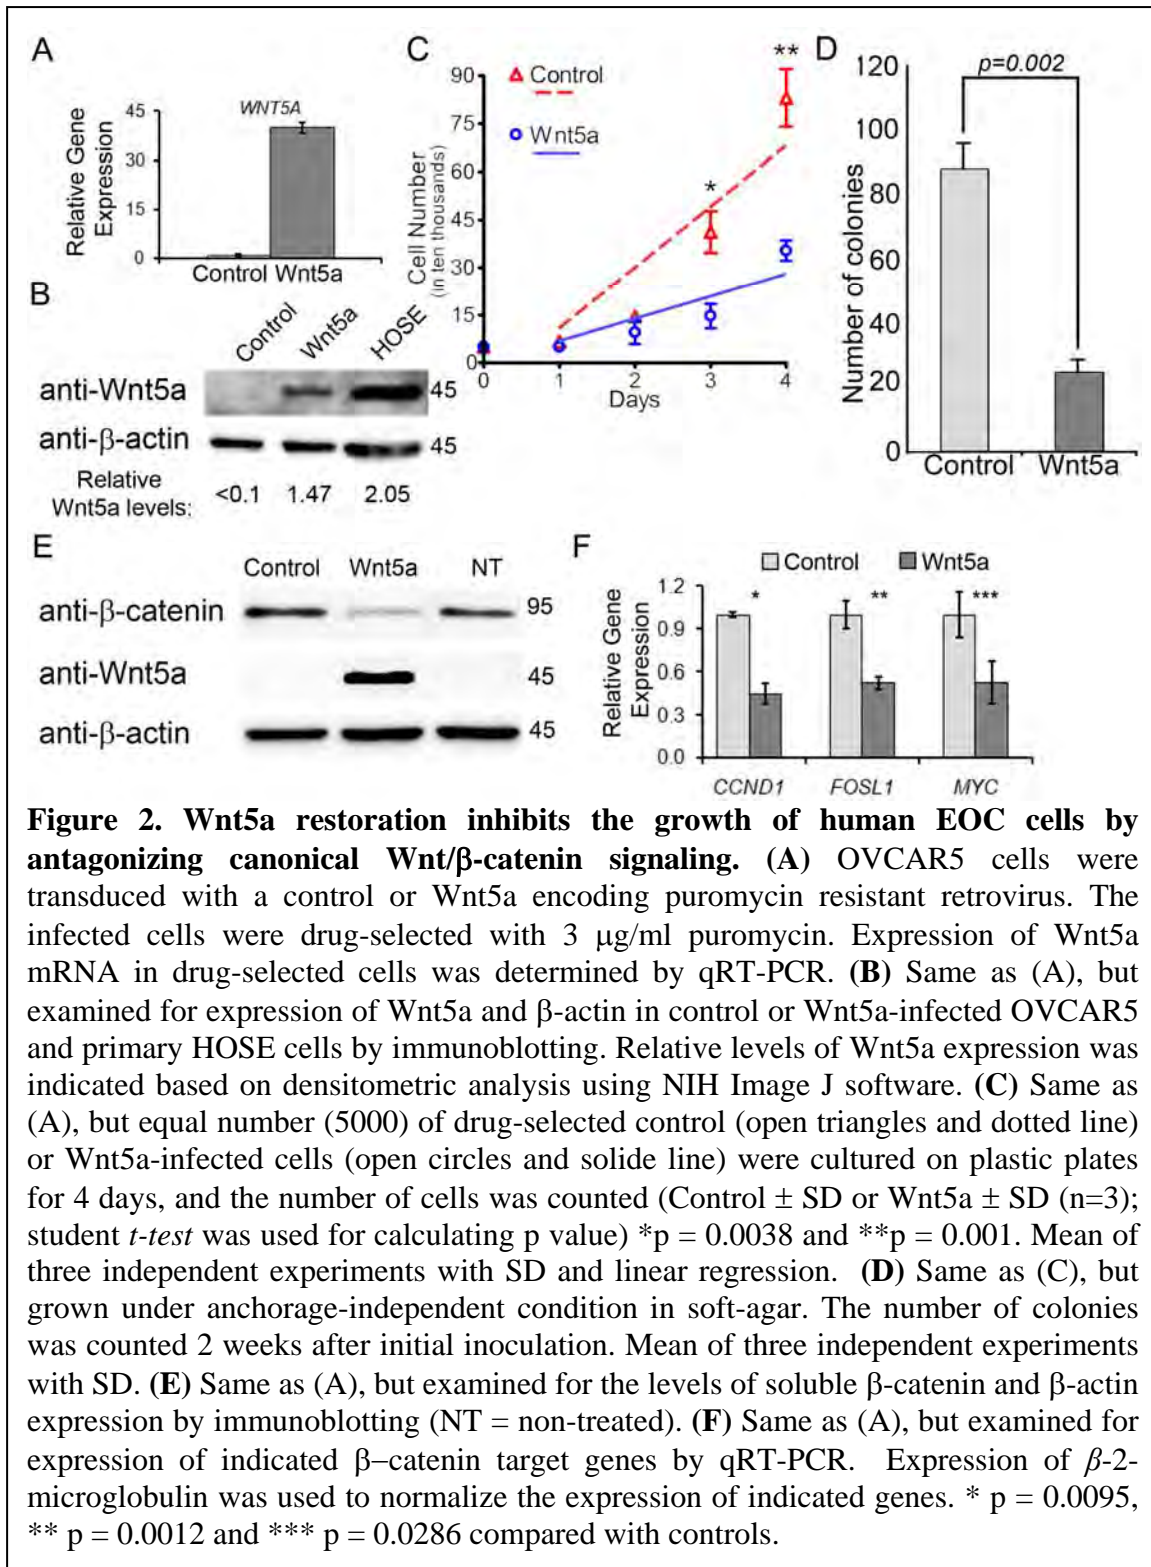 A
Relative Gene
Expression
45
30
15
0
WNT5A
Control Wnt5a
B
Control
Wnt5a
HOSE
anti-Wnt5a
45
anti-β-actin
45
Relative
Wnt5a levels:
<0.1 1.47 2.05
C
Cell Number
(in ten thousands)
90
75
60
45
30
15
0
Control
Wnt5a
*
**
0 1 2 3 4
Days
D
Number of colonies
120
100
80
60
40
20
0
p=0.002
Control Wnt5a
E
Control Wnt5a NT
anti-β-catenin 95
anti-Wnt5a 45
anti-β-actin 45
F
Control Wnt5a
Relative Gene
Expression
1.2
0.9
0.6
0.3
0.0
* ** ***
CCND1 FOSL1 MYC
Figure 2. Wnt5a restoration inhibits the growth of human EOC cells by
antagonizing canonical Wnt/β-catenin signaling. (A) OVCAR5 cells were
transduced with a control or Wnt5a encoding puromycin resistant retrovirus. The
infected cells were drug-selected with 3 μg/ml puromycin. Expression of Wnt5a
mRNA in drug-selected cells was determined by qRT-PCR. (B) Same as (A), but
examined for expression of Wnt5a and β-actin in control or Wnt5a-infected OVCAR5
and primary HOSE cells by immunoblotting. Relative levels of Wnt5a expression was
indicated based on densitometric analysis using NIH Image J software. (C) Same as
(A), but equal number (5000) of drug-selected control (open triangles and dotted line)
or Wnt5a-infected cells (open circles and solide line) were cultured on plastic plates
for 4 days, and the number of cells was counted (Control ± SD or Wnt5a ± SD (n=3);
student t-test was used for calculating p value) *p = 0.0038 and **p = 0.001. Mean of
three independent experiments with SD and linear regression. (D) Same as (C), but
grown under anchorage-independent condition in soft-agar. The number of colonies
was counted 2 weeks after initial inoculation. Mean of three independent experiments
with SD. (E) Same as (A), but examined for the levels of soluble β-catenin and β-actin
expression by immunoblotting (NT = non-treated). (F) Same as (A), but examined for
expression of indicated β−catenin target genes by qRT-PCR. Expression of β-2-
microglobulin was used to normalize the expression of indicated genes. * p = 0.0095,
** p = 0.0012 and *** p = 0.0286 compared with controls.